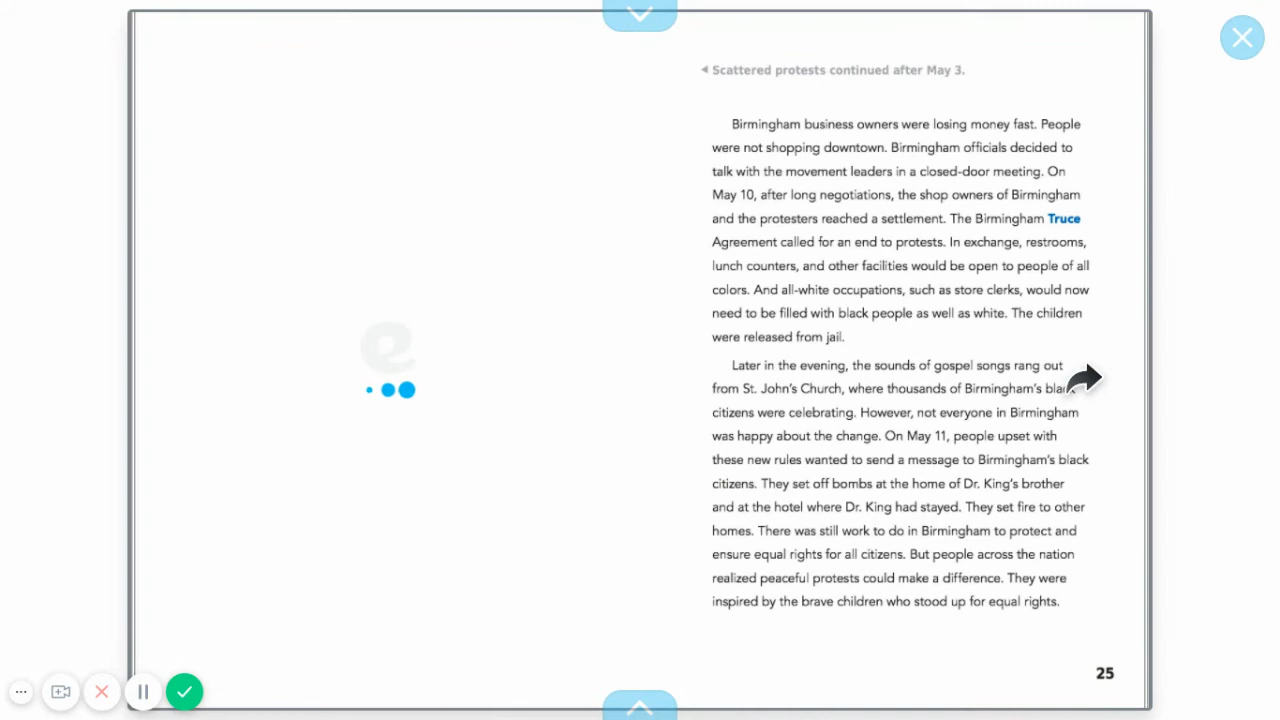 Scattered protests continued after May 3.
Birmingham business owners were losing money fast. People
were not shopping downtown. Birmingham officials decided to
talk with the movement leaders in a closed-door meeting. On
May 10, after long negotiations, the shop owners of Birmingham
and the protesters reached a settlement. The Birmingham Truce
Agreement called for an end to protests. In exchange, restrooms,
lunch counters, and other facilities would be open to people of all
colors. And all-white occupations, such as store clerks, would now
need to be filled with black people as well as white. The children
were released from jail.
Later in the evening, the sounds of gospel songs rang out
from St. John's Church, where thousands of Birmingham's black
citizens were celebrating. However, not everyone in Birmingham
was happy about the change. On May 11, people upset with
these new rules wanted to send a message to Birmingham's black
citizens. They set off bombs at the home of Dr. King's brother
and at the hotel where Dr. King had stayed. They set fire to other
homes. There was still work to do in Birmingham to protect and
ensure equal rights for all citizens. But people across the nation
realized peaceful protests could make a difference. They were
inspired by the brave children who stood up for equal rights.
25
e